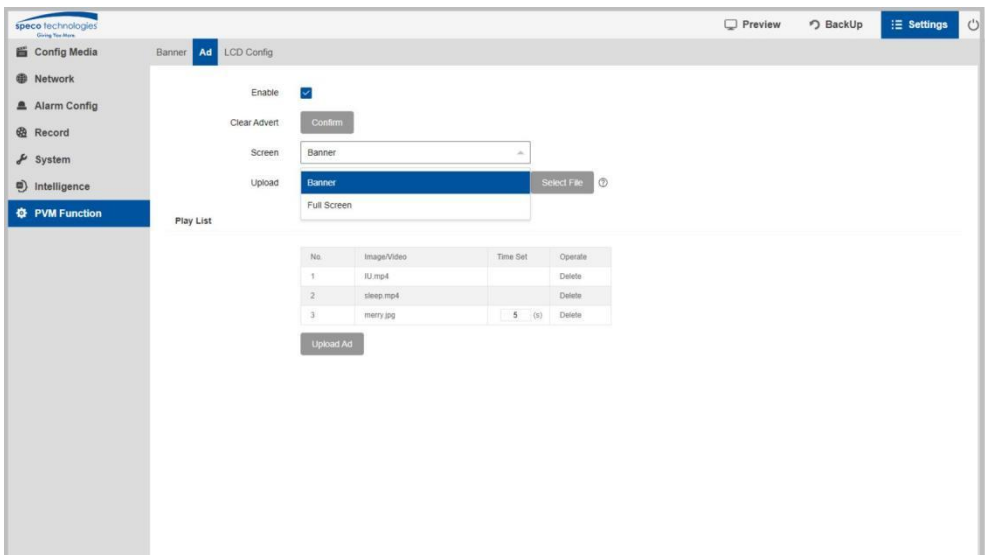 speco technologies
Giving You More
Preview
BackUp
Settings
Config Media
Network
Alarm Config
Record
System
Intelligence
PVM Function
Banner Ad LCD Config
Enable
Clear Advert Confirm
Screen Banner
Upload Banner Select File
Full Screen
Play List
No. Image/Video Time Set Operate
1 IU.mp4 Delete
2 sleep.mp4 Delete
3 merry.jpg 5 (s) Delete
Upload Ad